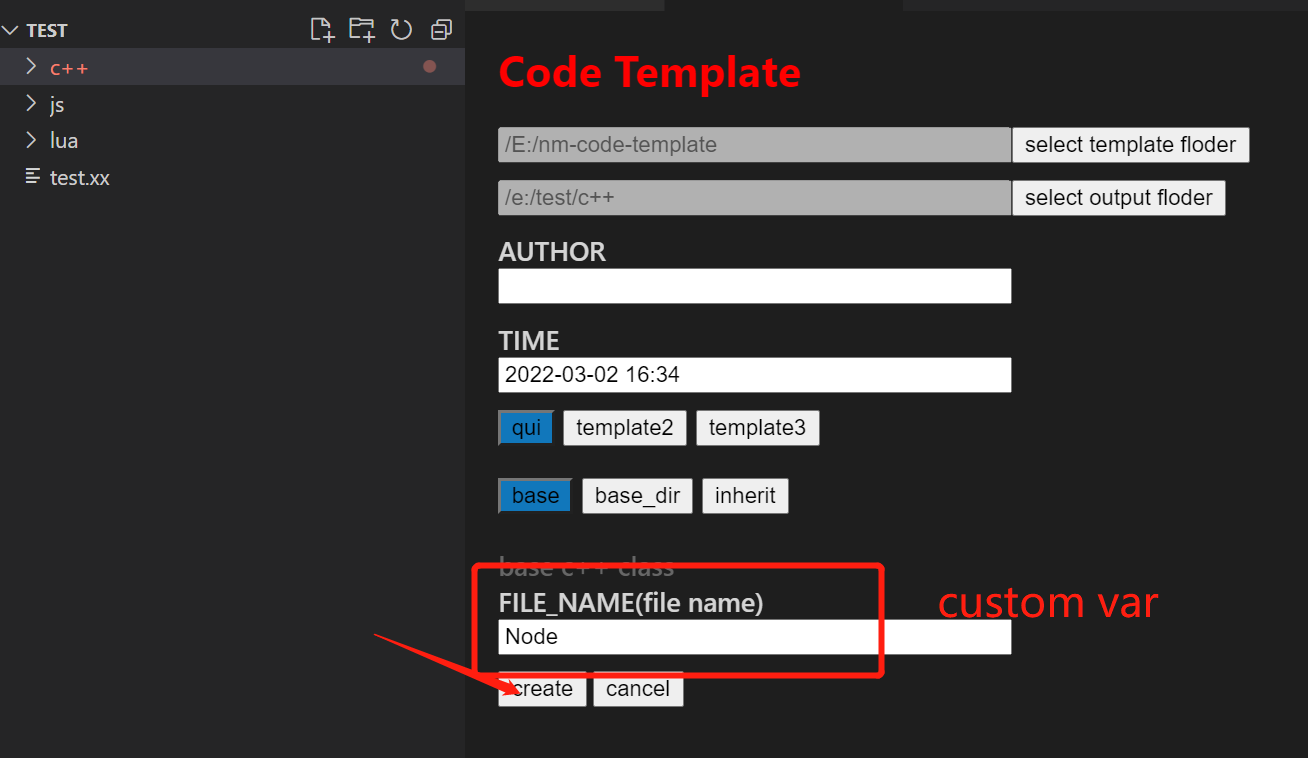 TEST
c++
js
lua
test.xx
Code Template
/E:/nm-code-template select template floder
/e:/test/c++ select output floder
AUTHOR
TIME
2022-03-02 16:34
qui template2 template3
base base_dir inherit
base c++ class
FILE_NAME(file name)
custom var
Node
create cancel